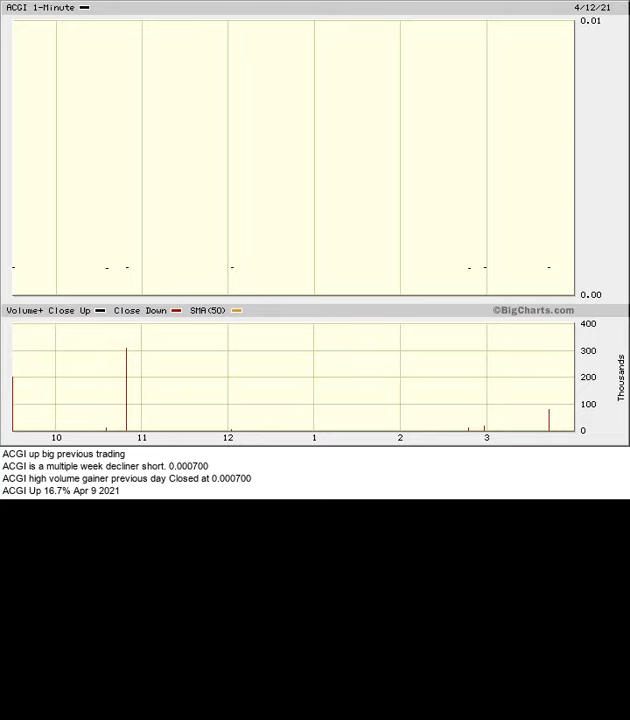 ACGI 1-Minute 4/12/21
0.01
0.00
Volume+ Close Up Close Down SMA(50) ©BigCharts.com
400
300
200
100
0
Thousands
10 11 12 1 2 3
ACGI up big previous trading
ACGI is a multiple week decliner short. 0.000700
ACGI high volume gainer previous day Closed at 0.000700
ACGI Up 16.7% Apr 9 2021